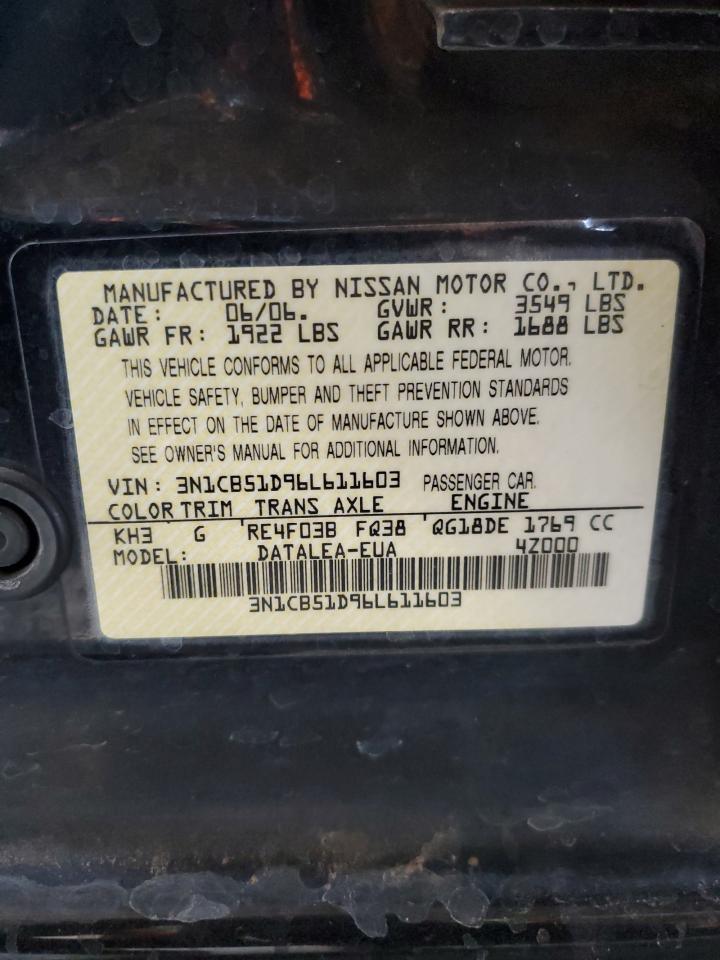 MANUFACTURED BY NISSAN MOTOR CO., LTD.
DATE: 06/06. GVWR: 3549 LBS
GAWR FR: 1922 LBS GAWR RR: 1688 LBS
THIS VEHICLE CONFORMS TO ALL APPLICABLE FEDERAL MOTOR.
VEHICLE SAFETY, BUMPER AND THEFT PREVENTION STANDARDS
IN EFFECT ON THE DATE OF MANUFACTURE SHOWN ABOVE.
SEE OWNER'S MANUAL FOR ADDITIONAL INFORMATION.
VIN: 3N1CB51D96L611603 PASSENGER CAR.
COLOR TRIM TRANS AXLE ENGINE
KH3 G RE4F03B FQ38 QG18DE 1769 CC
MODEL: DATALEA-EUA 4Z000
3N1CB51D96L611603